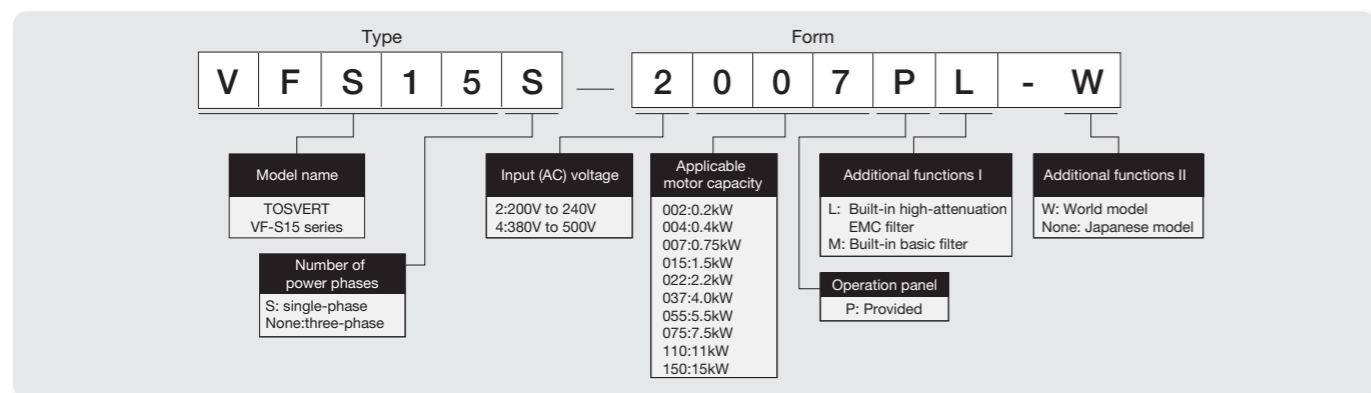 Type
Form
V F S 1 5 S — 2 0 0 7 P L - W
Model name
TOSVERT
VF-S15 series
Number of
power phases
S: single-phase
None:three-phase
Input (AC) voltage
2:200V to 240V
4:380V to 500V
Applicable
motor capacity
002:0.2kW
004:0.4kW
007:0.75kW
015:1.5kW
022:2.2kW
037:4.0kW
055:5.5kW
075:7.5kW
110:11kW
150:15kW
Additional functions I
L: Built-in high-attenuation
EMC filter
M: Built-in basic filter
Operation panel
P: Provided
Additional functions II
W: World model
None: Japanese model